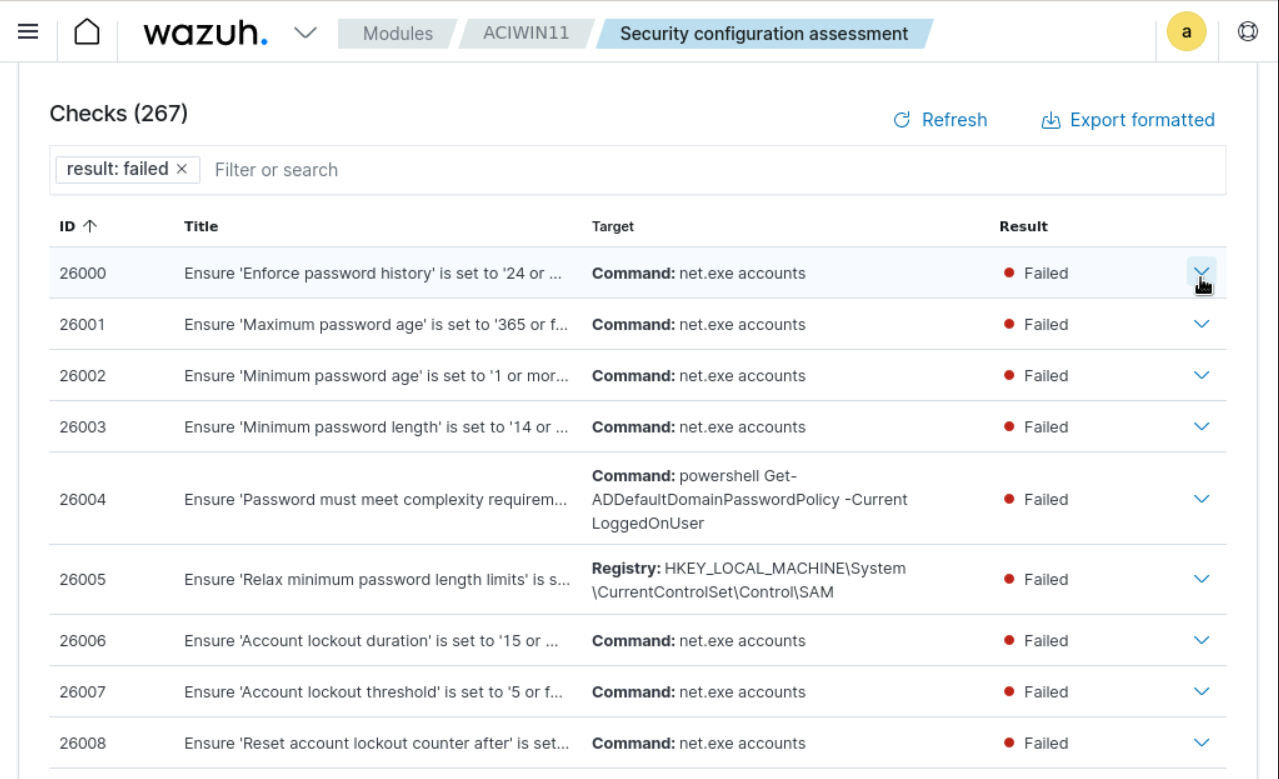 wazuh. Modules ACIWIN11 Security configuration assessment a
Checks (267)
Refresh Export formatted
result: failed × Filter or search
ID ↑ Title Target Result
26000 Ensure 'Enforce password history' is set to '24 or ... Command: net.exe accounts Failed
26001 Ensure 'Maximum password age' is set to '365 or f... Command: net.exe accounts Failed
26002 Ensure 'Minimum password age' is set to '1 or mor... Command: net.exe accounts Failed
26003 Ensure 'Minimum password length' is set to '14 or ... Command: net.exe accounts Failed
Command: powershell Get-
26004 Ensure 'Password must meet complexity requirem... ADDefaultDomainPasswordPolicy -Current Failed
LoggedOnUser
Registry: HKEY_LOCAL_MACHINE\System
26005 Ensure 'Relax minimum password length limits' is s... Failed
\CurrentControlSet\Control\SAM
26006 Ensure 'Account lockout duration' is set to '15 or ... Command: net.exe accounts Failed
26007 Ensure 'Account lockout threshold' is set to '5 or f... Command: net.exe accounts Failed
26008 Ensure 'Reset account lockout counter after' is set... Command: net.exe accounts Failed